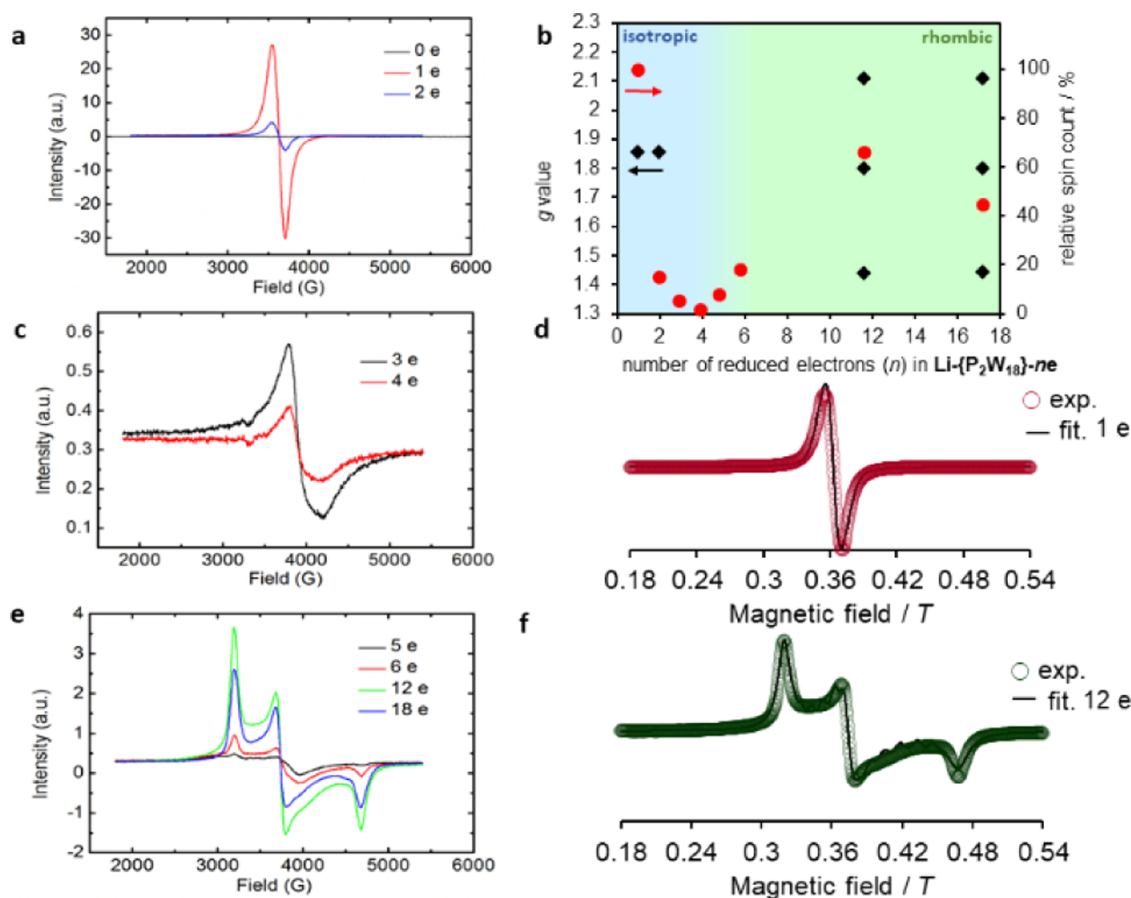 a
30
20
10
0
-10
-20
-30
Intensity (a.u.)
0 e
1 e
2 e
2000 3000 4000 5000 6000
Field (G)
b
isotropic
rhombic
2.3
2.2
2.1
2
1.9
1.8
1.7
1.6
1.5
1.4
1.3
g value
100
80
60
40
20
0
relative spin count / %
0 2 4 6 8 10 12 14 16 18
number of reduced electrons (n) in Li-{P₂W₁₈}-ne
c
0.6
0.5
0.4
0.3
0.2
0.1
Intensity (a.u.)
3 e
4 e
2000 3000 4000 5000 6000
Field (G)
d
exp.
fit. 1 e
0.18 0.24 0.3 0.36 0.42 0.48 0.54
Magnetic field / T
e
4
3
2
1
0
-1
-2
Intensity (a.u.)
5 e
6 e
12 e
18 e
2000 3000 4000 5000 6000
Field (G)
f
exp.
fit. 12 e
0.18 0.24 0.3 0.36 0.42 0.48 0.54
Magnetic field / T